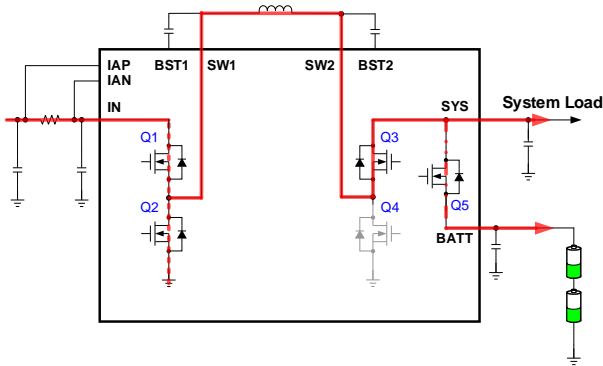 IAP
BST1 SW1
SW2 BST2
IAN
IN
SYS
System Load
Q1
Q3
Q2
Q4
Q5
BATT